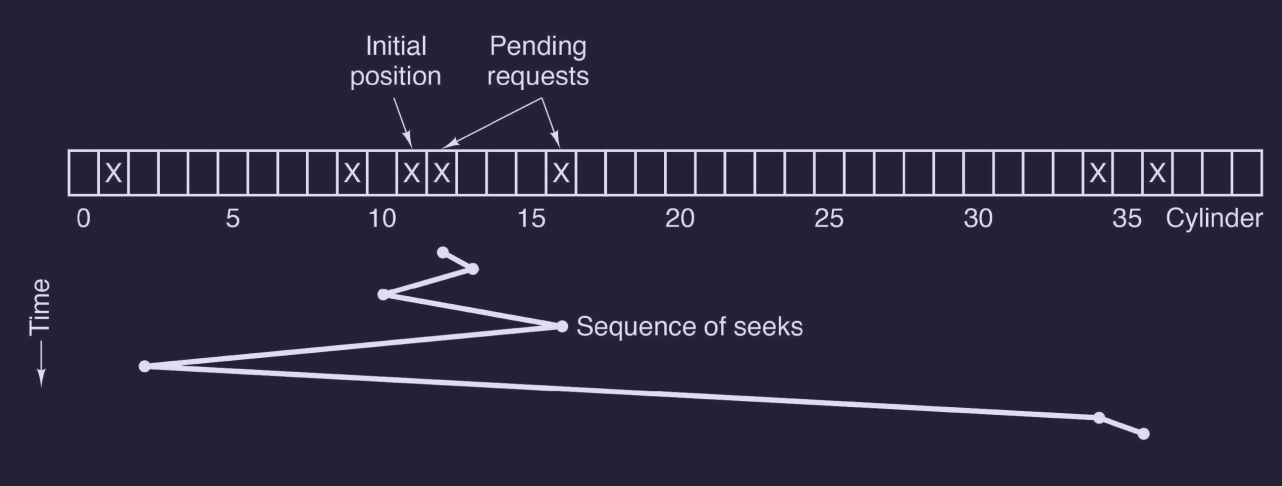 Initial
position
Pending
requests
X X X X X X X
0 5 10 15 20 25 30 35 Cylinder
Time
Sequence of seeks